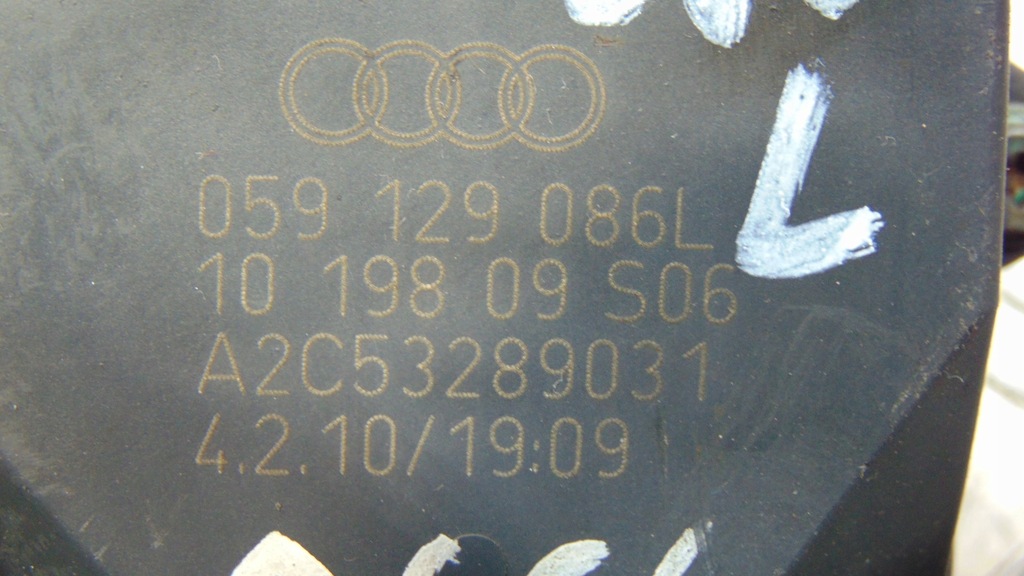 059 129 086L
10 198 09 S06
A2C53289031
4.2.10/19:09
L